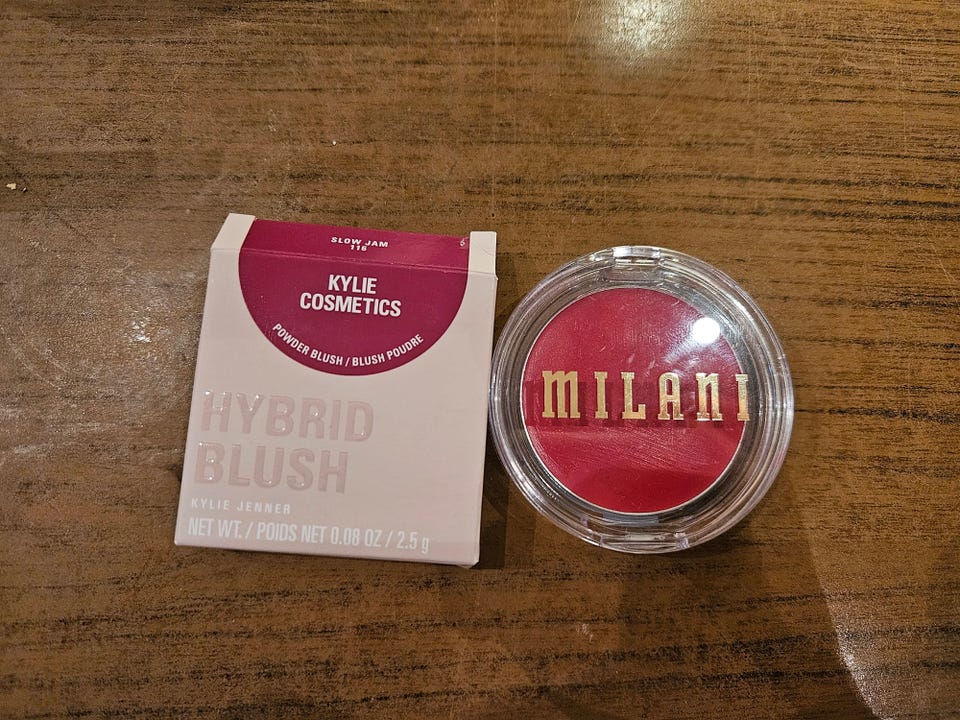 SLOW JAM
116
KYLIE
COSMETICS
POWDER BLUSH / BLUSH POUDRE
HYBRID
BLUSH
KYLIE JENNER
NET WT. / POIDS NET 0.08 OZ / 2.5 g
MILANI